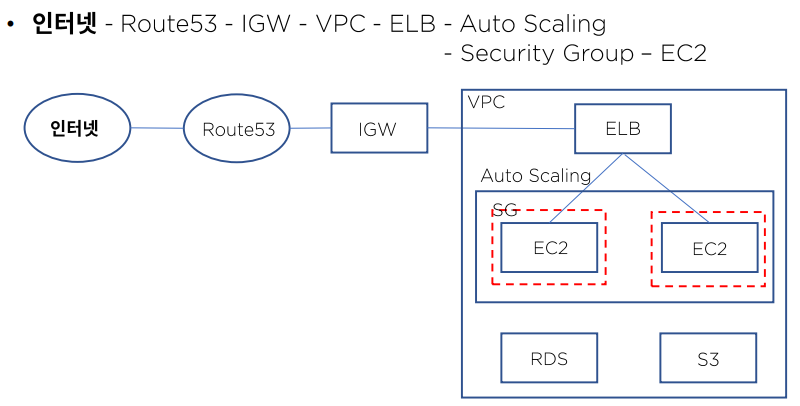 • 인터넷 - Route53 - IGW - VPC - ELB - Auto Scaling
- Security Group – EC2
VPC
인터넷
Route53
IGW
ELB
Auto Scaling
SG
EC2
EC2
RDS
S3